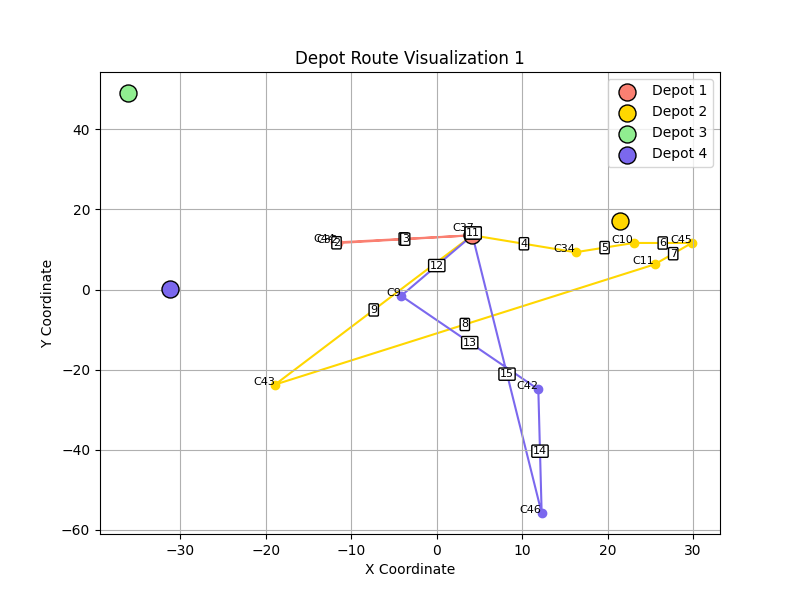 Depot Route Visualization 1
Depot 1
Depot 2
Depot 3
Depot 4
Y Coordinate
40
20
0
−20
−40
−60
−30
−20
−10
0
10
20
30
X Coordinate
2
3
C37
11
4
C34
5
C10
6
C45
7
C11
12
C9
9
8
13
C43
15
C42
14
C46